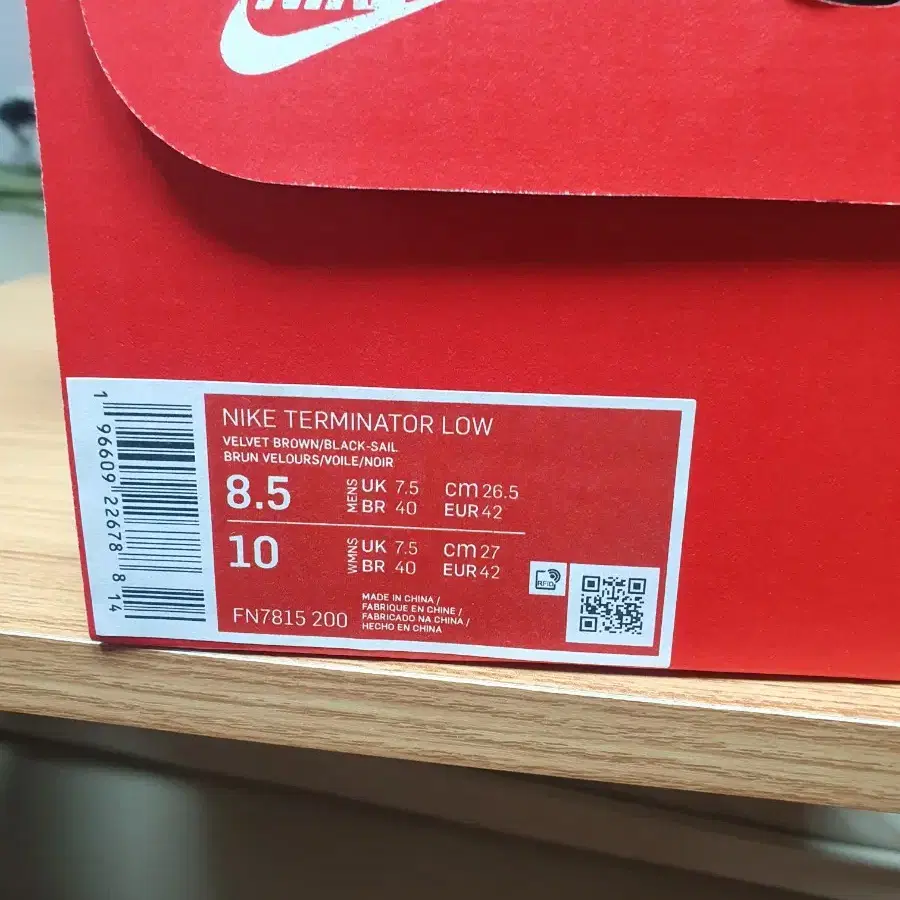 NIKE
1 96609 22678 8 14
NIKE TERMINATOR LOW
VELVET BROWN/BLACK-SAIL
BRUN VELOURS/VOILE/NOIR
8.5 MENS UK 7.5 cm 26.5
BR 40 EUR 42
10 WMNS UK 7.5 cm 27
BR 40 EUR 42
RFID
FN7815 200
MADE IN CHINA /
FABRIQUE EN CHINE /
FABRICADO NA CHINA /
HECHO EN CHINA